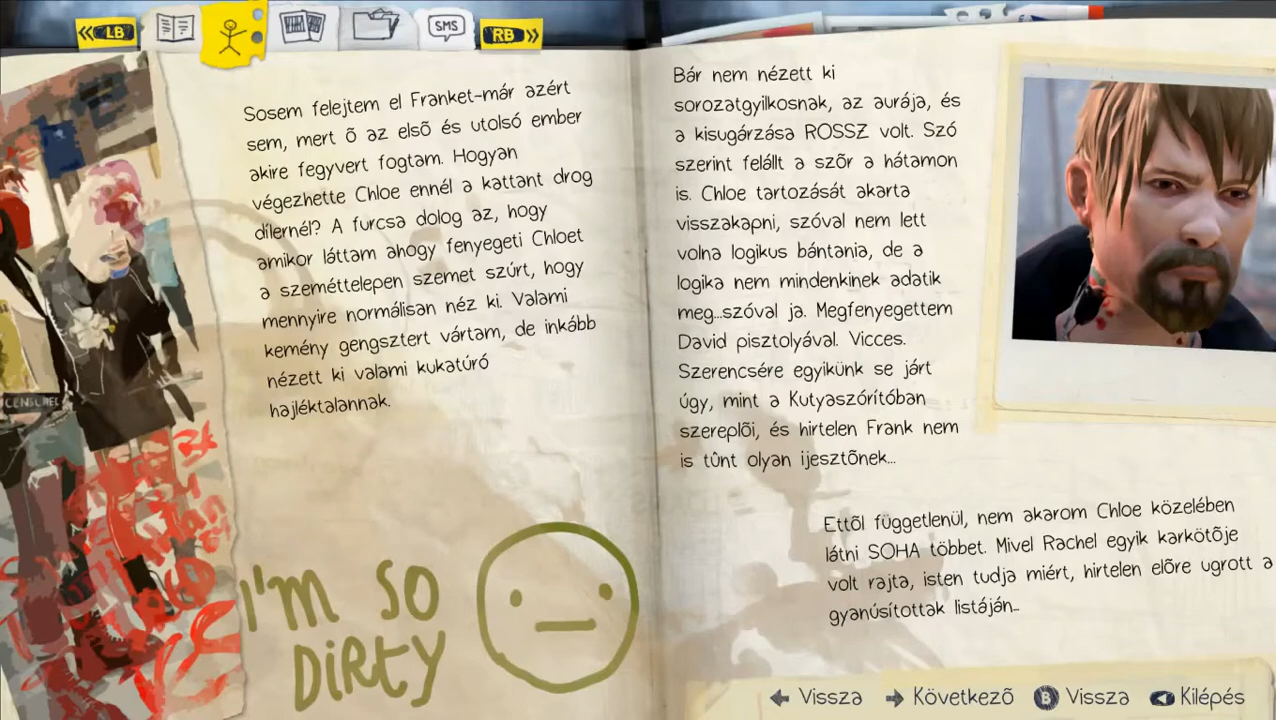 LB
SMS
RB
Sosem felejtem el Franket-már azért
sem, mert õ az elsõ és utolsó ember
akire fegyvert fogtam. Hogyan
végezhette Chloe ennél a kattant drog
dílernél? A furcsa dolog az, hogy
amikor láttam ahogy fenyegeti Chloet
a szeméttelepen szemet szúrt, hogy
mennyire normálisan néz ki. Valami
kemény gengsztert vártam, de inkább
nézett ki valami kukatúró
hajléktalannak.
I'M SO
DiRtY
Bár nem nézett ki
sorozatgyilkosnak, az aurája, és
a kisugárzása ROSSZ volt. Szó
szerint felállt a szõr a hátamon
is. Chloe tartozását akarta
visszakapni, szóval nem lett
volna logikus bántania, de a
logika nem mindenkinek adatik
meg...szóval ja. Megfenyegettem
David pisztolyával. Vicces.
Szerencsére egyikünk se járt
úgy, mint a Kutyaszórítóban
szereplõi, és hirtelen Frank nem
is tûnt olyan ijesztõnek...
Ettõl függetlenül, nem akarom Chloe közelében
látni SOHA többet. Mivel Rachel egyik karkötõje
volt rajta, isten tudja miért, hirtelen elõre ugrott a
gyanúsítottak listáján...
Vissza Következõ B Vissza Kilépés